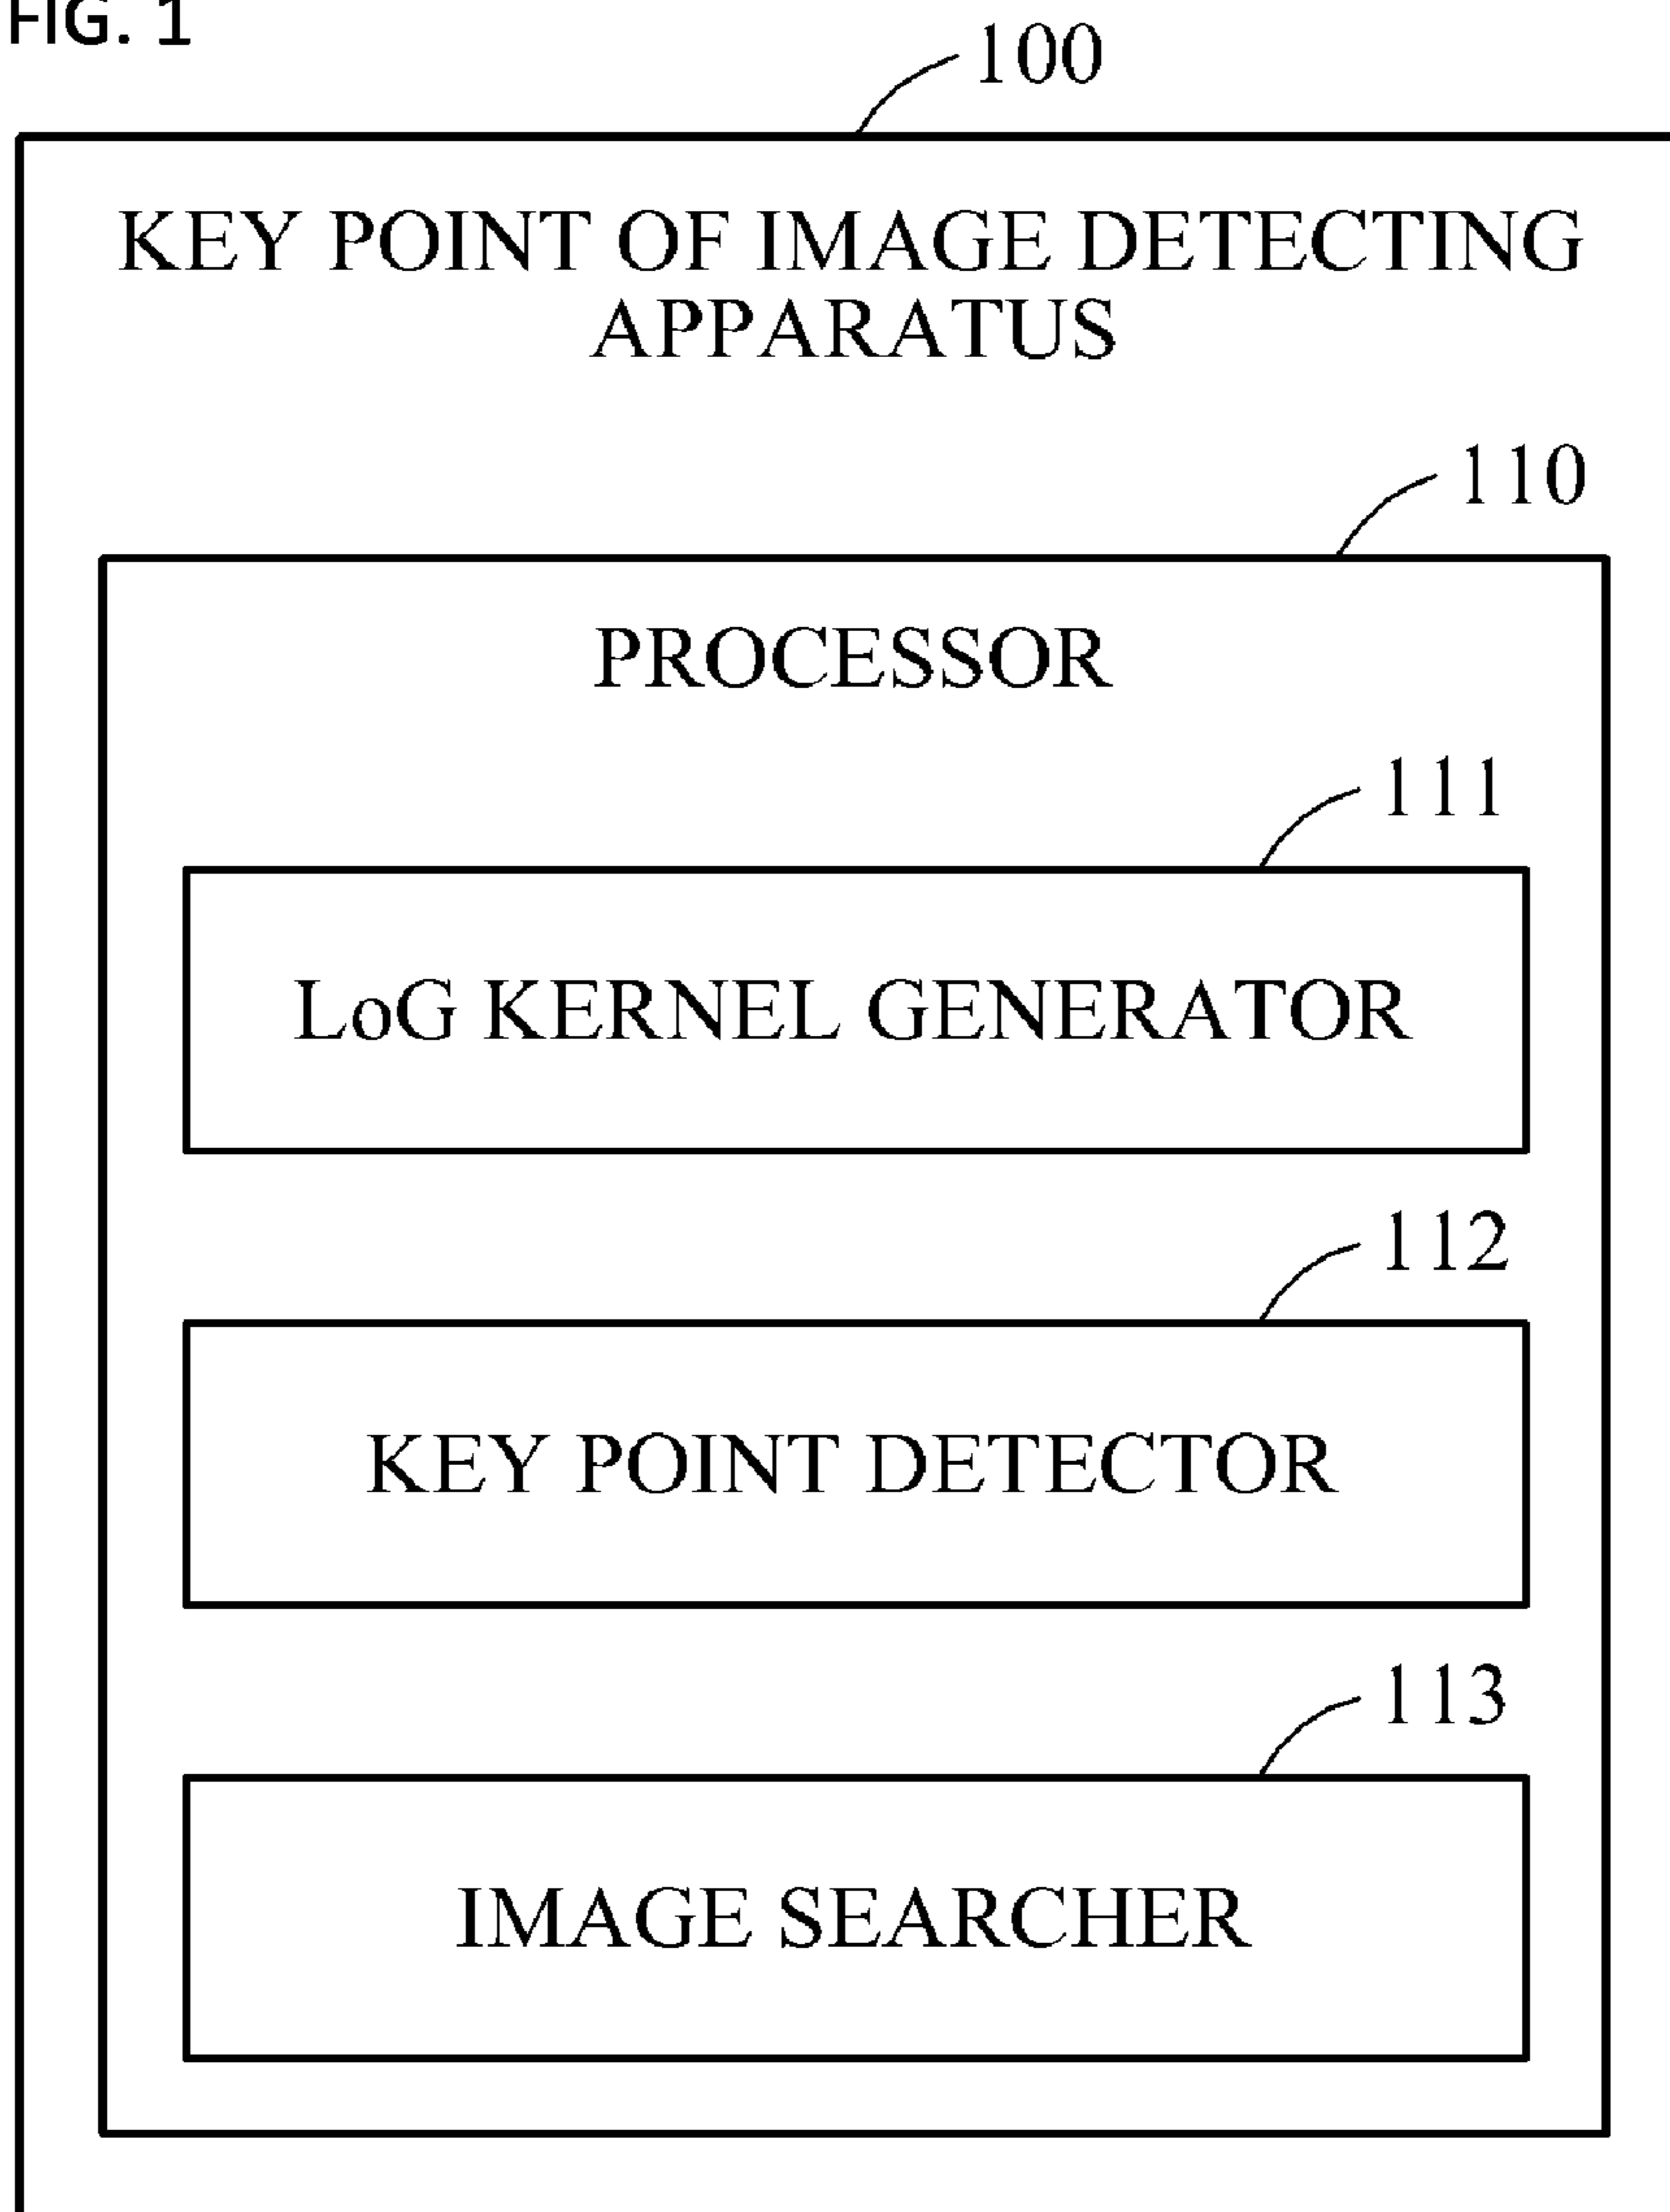 FIG. 1
100
KEY POINT OF IMAGE DETECTING
APPARATUS
110
PROCESSOR
111
LoG KERNEL GENERATOR
112
KEY POINT DETECTOR
113
IMAGE SEARCHER